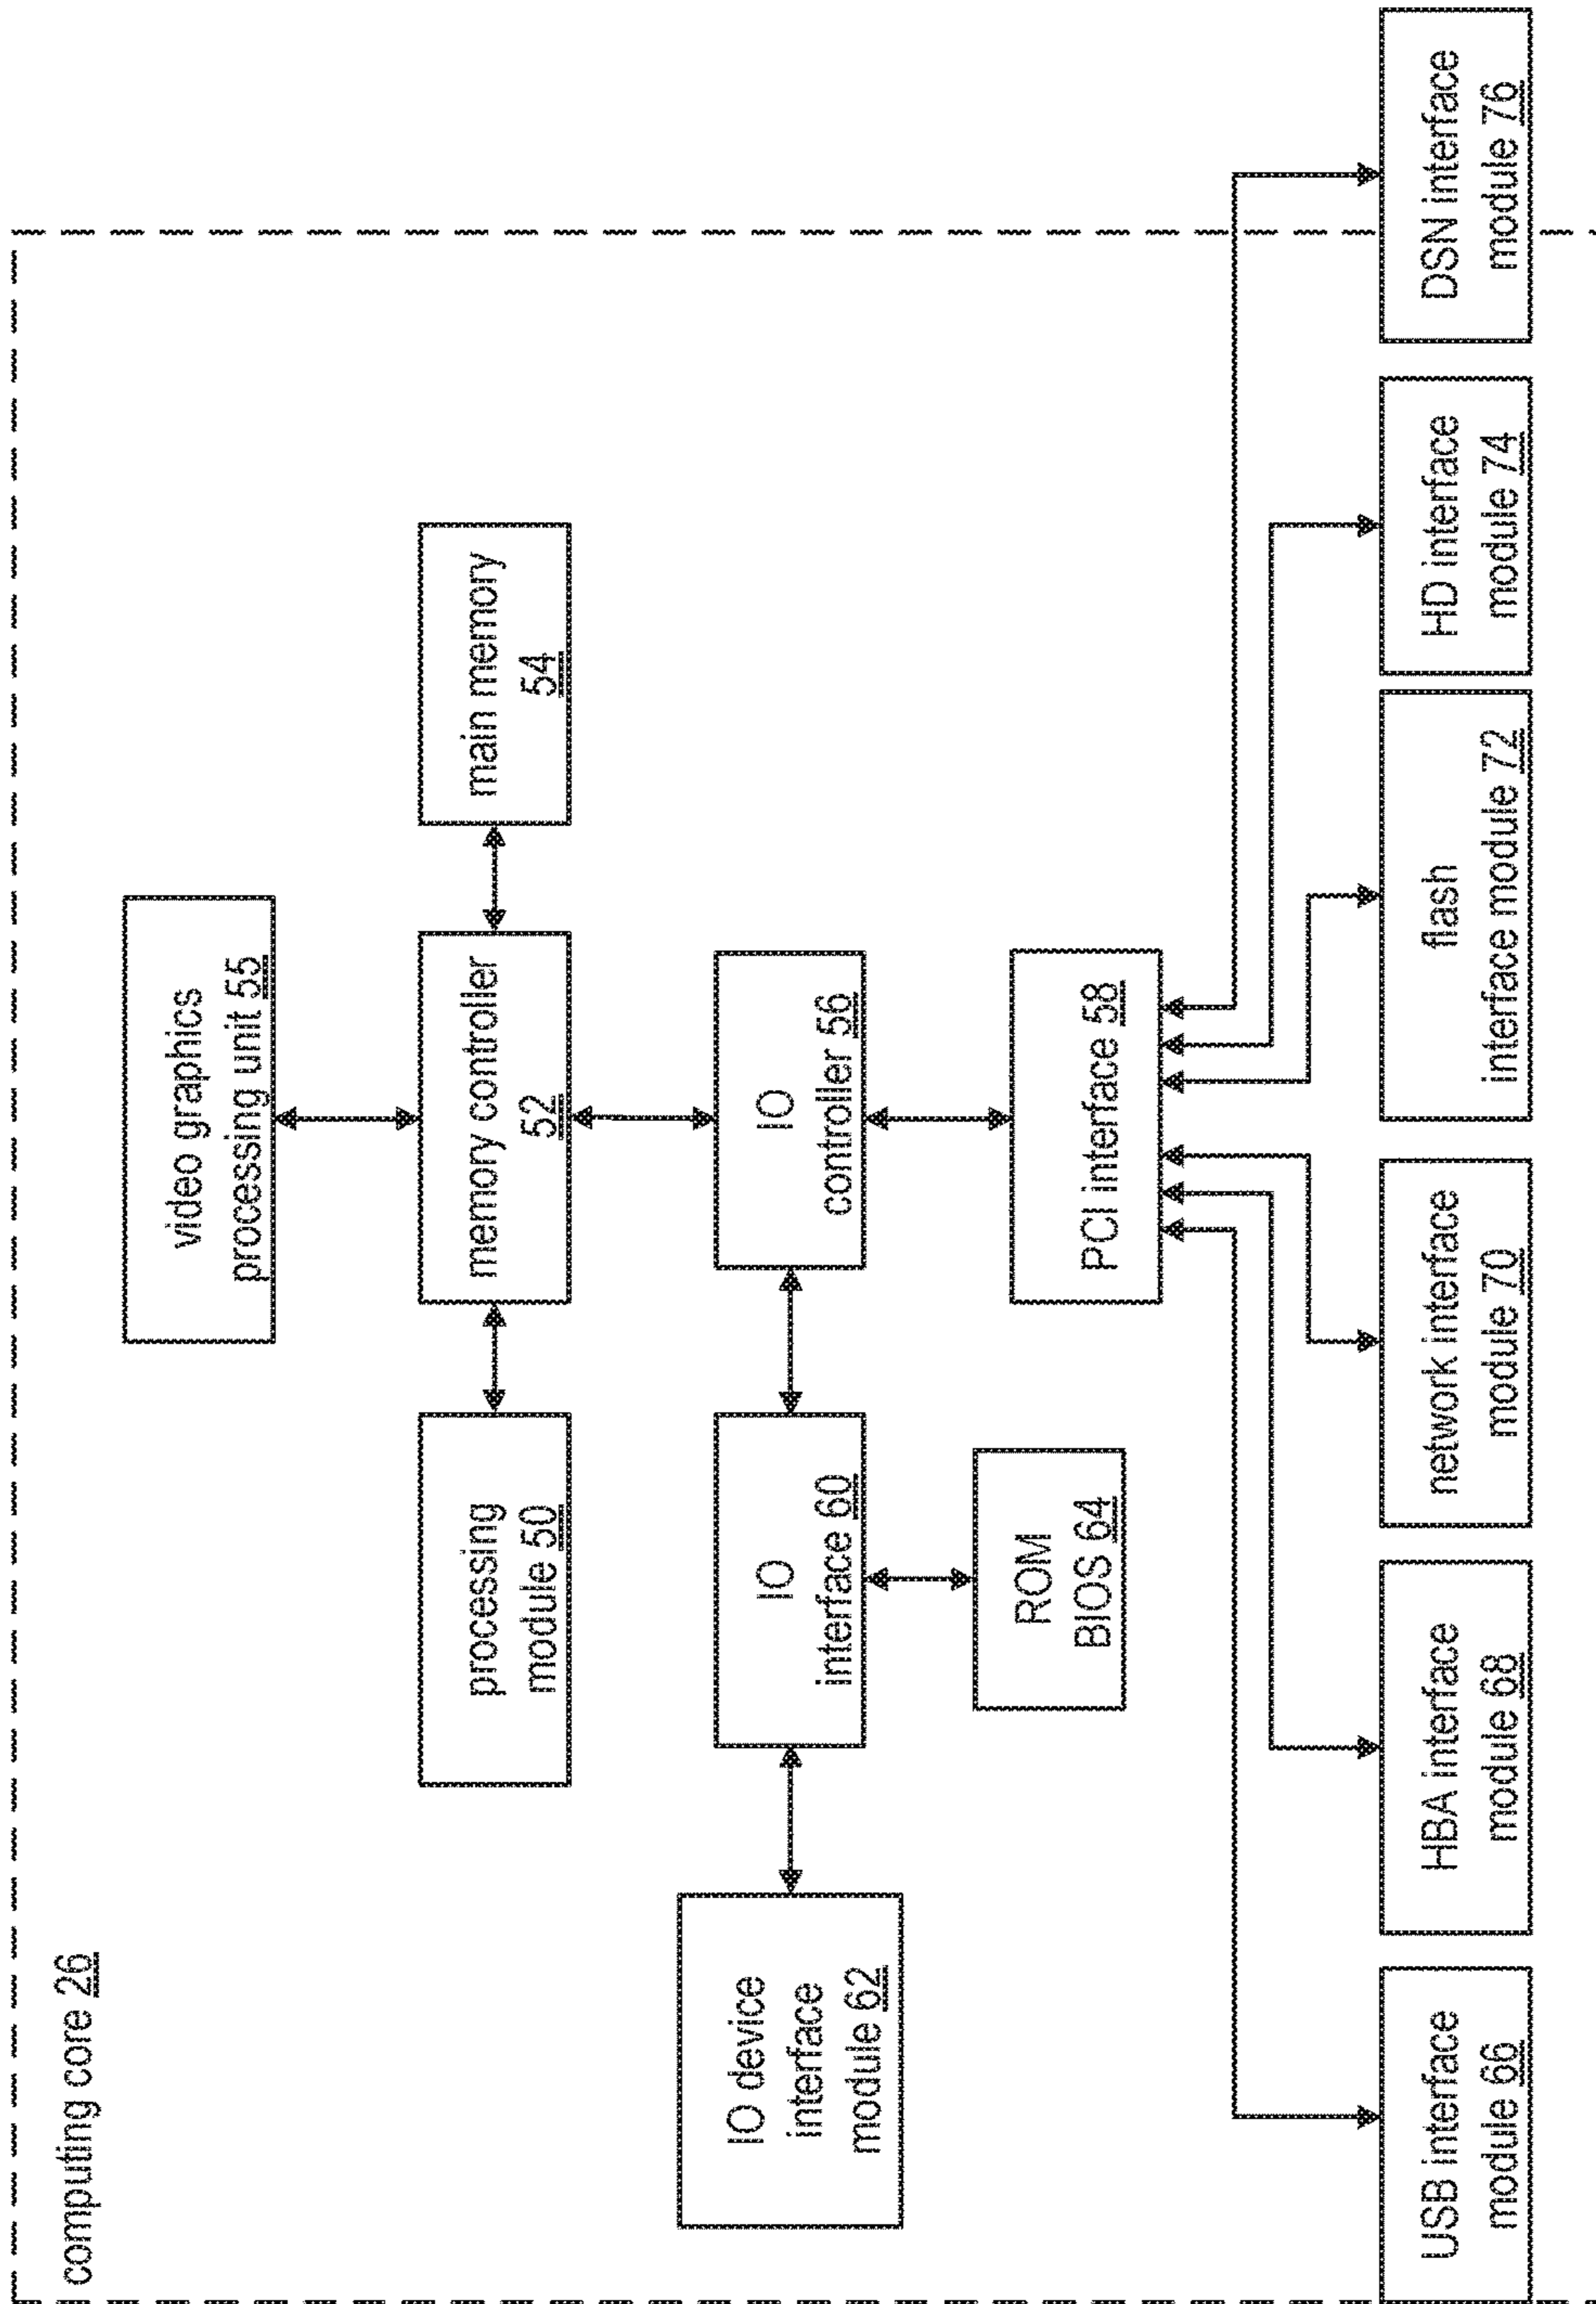 computing core 26
video graphics
processing unit 55
processing
module 50
memory controller
52
main memory
54
IO device
interface
module 62
IO
interface 60
IO
controller 56
ROM
BIOS 64
PCI interface 58
USB interface
module 66
HBA interface
module 68
network interface
module 70
flash
interface module 72
HD interface
module 74
DSN interface
module 76